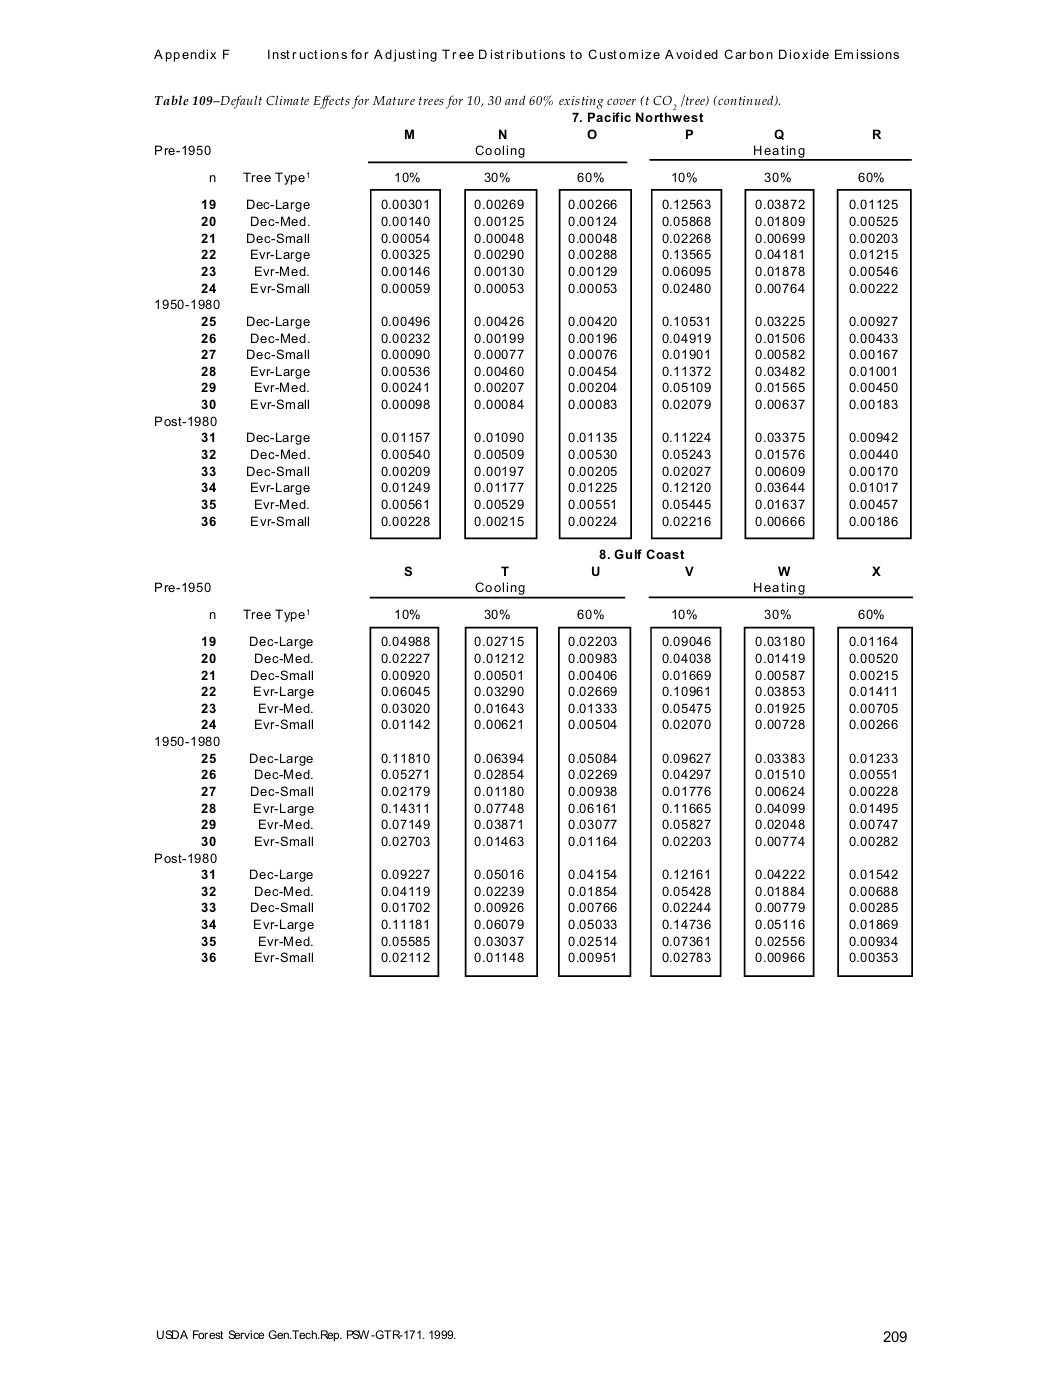 Appendix F Instructions for Adjusting Tree Distributions to Customize Avoided Carbon Dioxide Emissions
Table 109–Default Climate Effects for Mature trees for 10, 30 and 60% existing cover (t CO2 /tree) (continued).
7. Pacific Northwest
M N O P Q R
Pre-1950 Cooling Heating
n Tree Type1 10% 30% 60% 10% 30% 60%
19 Dec-Large 0.00301 0.00269 0.00266 0.12563 0.03872 0.01125
20 Dec-Med. 0.00140 0.00125 0.00124 0.05868 0.01809 0.00525
21 Dec-Small 0.00054 0.00048 0.00048 0.02268 0.00699 0.00203
22 Evr-Large 0.00325 0.00290 0.00288 0.13565 0.04181 0.01215
23 Evr-Med. 0.00146 0.00130 0.00129 0.06095 0.01878 0.00546
24 Evr-Small 0.00059 0.00053 0.00053 0.02480 0.00764 0.00222
1950-1980
25 Dec-Large 0.00496 0.00426 0.00420 0.10531 0.03225 0.00927
26 Dec-Med. 0.00232 0.00199 0.00196 0.04919 0.01506 0.00433
27 Dec-Small 0.00090 0.00077 0.00076 0.01901 0.00582 0.00167
28 Evr-Large 0.00536 0.00460 0.00454 0.11372 0.03482 0.01001
29 Evr-Med. 0.00241 0.00207 0.00204 0.05109 0.01565 0.00450
30 Evr-Small 0.00098 0.00084 0.00083 0.02079 0.00637 0.00183
Post-1980
31 Dec-Large 0.01157 0.01090 0.01135 0.11224 0.03375 0.00942
32 Dec-Med. 0.00540 0.00509 0.00530 0.05243 0.01576 0.00440
33 Dec-Small 0.00209 0.00197 0.00205 0.02027 0.00609 0.00170
34 Evr-Large 0.01249 0.01177 0.01225 0.12120 0.03644 0.01017
35 Evr-Med. 0.00561 0.00529 0.00551 0.05445 0.01637 0.00457
36 Evr-Small 0.00228 0.00215 0.00224 0.02216 0.00666 0.00186
8. Gulf Coast
S T U V W X
Pre-1950 Cooling Heating
n Tree Type1 10% 30% 60% 10% 30% 60%
19 Dec-Large 0.04988 0.02715 0.02203 0.09046 0.03180 0.01164
20 Dec-Med. 0.02227 0.01212 0.00983 0.04038 0.01419 0.00520
21 Dec-Small 0.00920 0.00501 0.00406 0.01669 0.00587 0.00215
22 Evr-Large 0.06045 0.03290 0.02669 0.10961 0.03853 0.01411
23 Evr-Med. 0.03020 0.01643 0.01333 0.05475 0.01925 0.00705
24 Evr-Small 0.01142 0.00621 0.00504 0.02070 0.00728 0.00266
1950-1980
25 Dec-Large 0.11810 0.06394 0.05084 0.09627 0.03383 0.01233
26 Dec-Med. 0.05271 0.02854 0.02269 0.04297 0.01510 0.00551
27 Dec-Small 0.02179 0.01180 0.00938 0.01776 0.00624 0.00228
28 Evr-Large 0.14311 0.07748 0.06161 0.11665 0.04099 0.01495
29 Evr-Med. 0.07149 0.03871 0.03077 0.05827 0.02048 0.00747
30 Evr-Small 0.02703 0.01463 0.01164 0.02203 0.00774 0.00282
Post-1980
31 Dec-Large 0.09227 0.05016 0.04154 0.12161 0.04222 0.01542
32 Dec-Med. 0.04119 0.02239 0.01854 0.05428 0.01884 0.00688
33 Dec-Small 0.01702 0.00926 0.00766 0.02244 0.00779 0.00285
34 Evr-Large 0.11181 0.06079 0.05033 0.14736 0.05116 0.01869
35 Evr-Med. 0.05585 0.03037 0.02514 0.07361 0.02556 0.00934
36 Evr-Small 0.02112 0.01148 0.00951 0.02783 0.00966 0.00353
USDA Forest Service Gen.Tech.Rep. PSW-GTR-171. 1999. 209